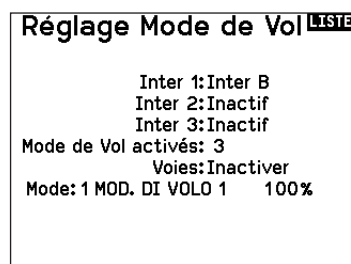 Réglage Mode de Vol LISTE
Inter 1: Inter B
Inter 2: Inactif
Inter 3: Inactif
Mode de Vol activés: 3
Voies: Inactiver
Mode: 1 MOD. DI VOLO 1 100%